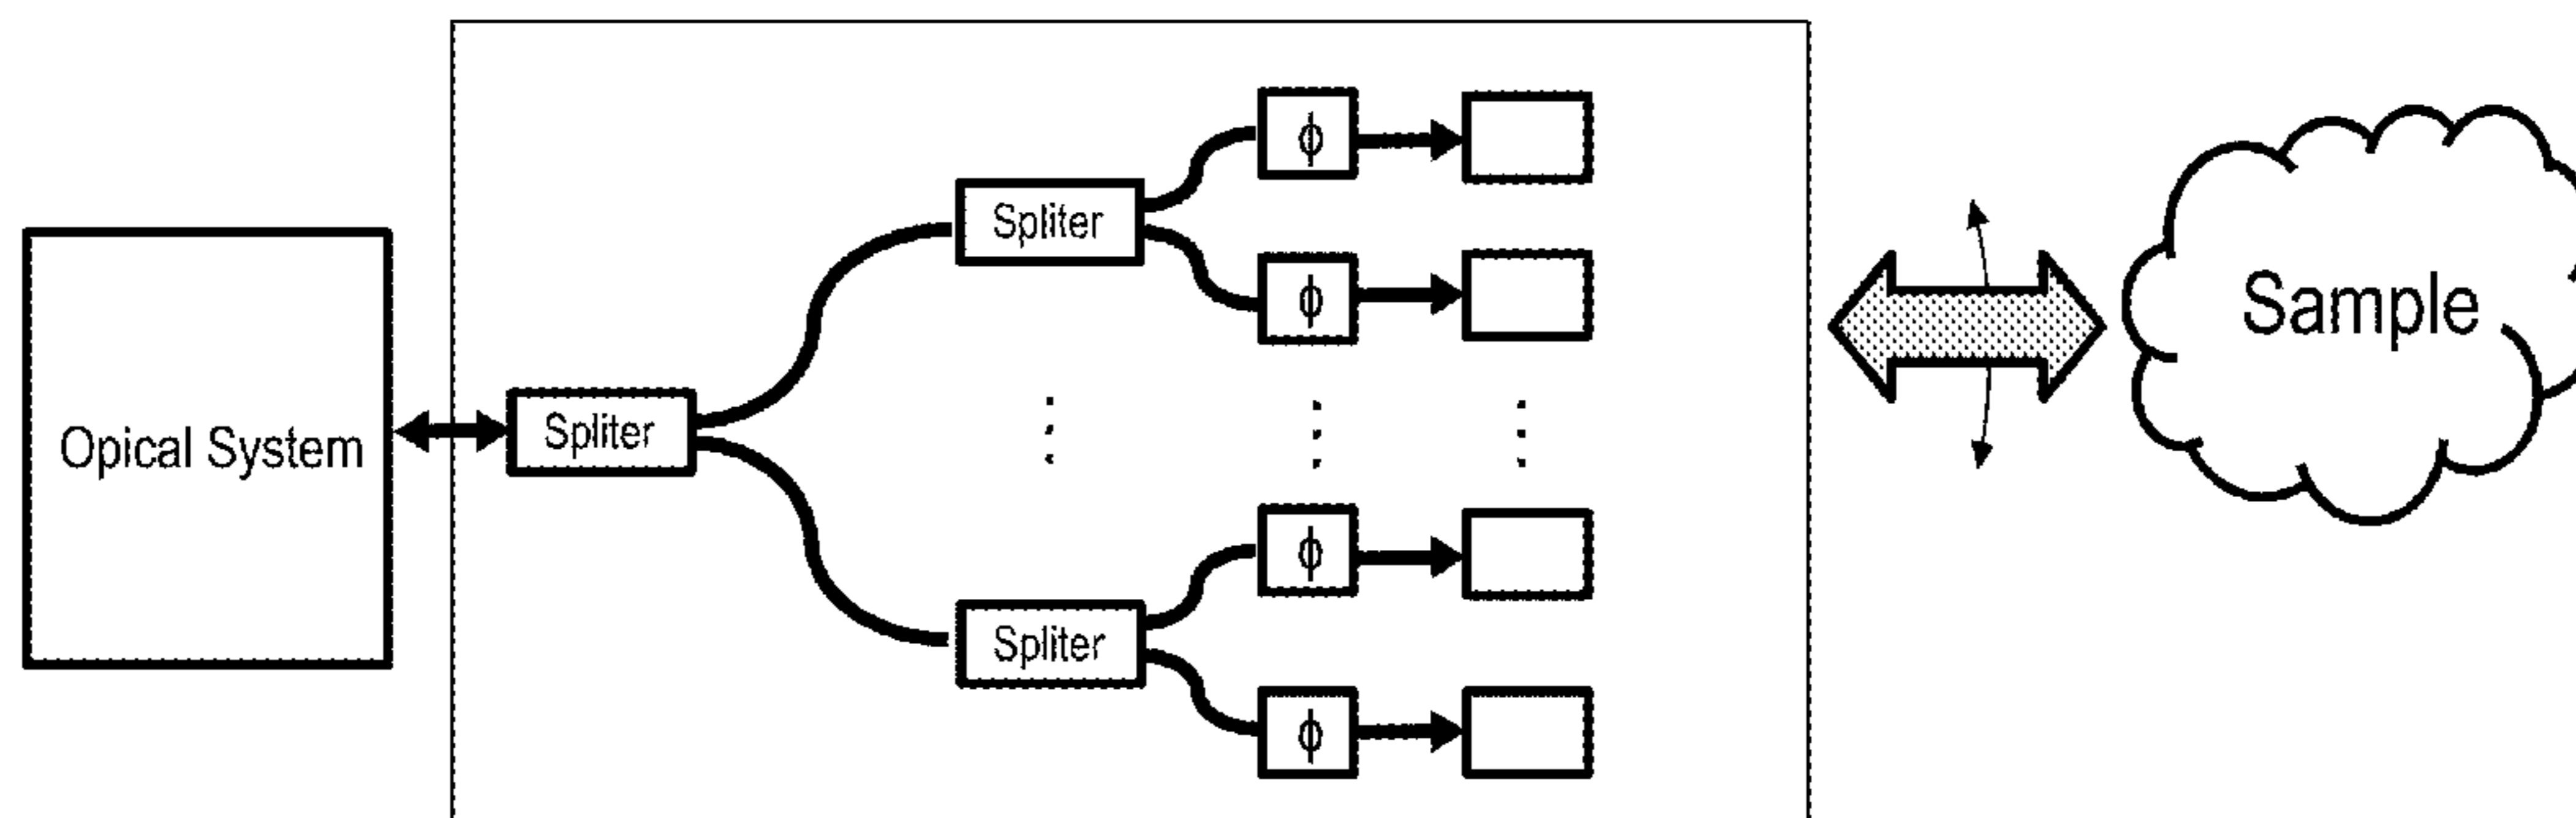 Opical System
Spliter
Spliter
Spliter
ϕ
ϕ
ϕ
ϕ
Sample